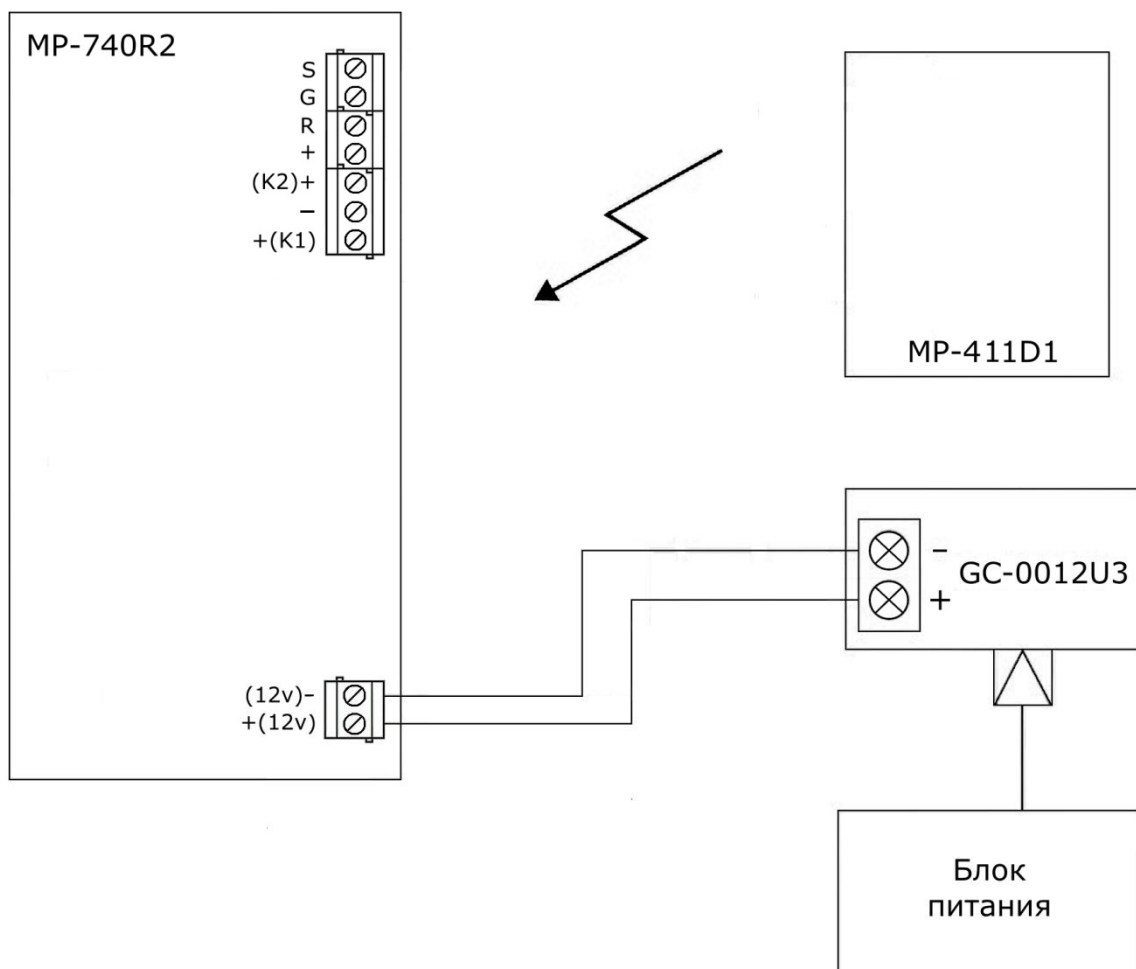 MP-740R2
S
G
R
+
(K2)+
–
+(K1)
MP-411D1
–
GC-0012U3
+
(12v)-
+(12v)
Блок
питания